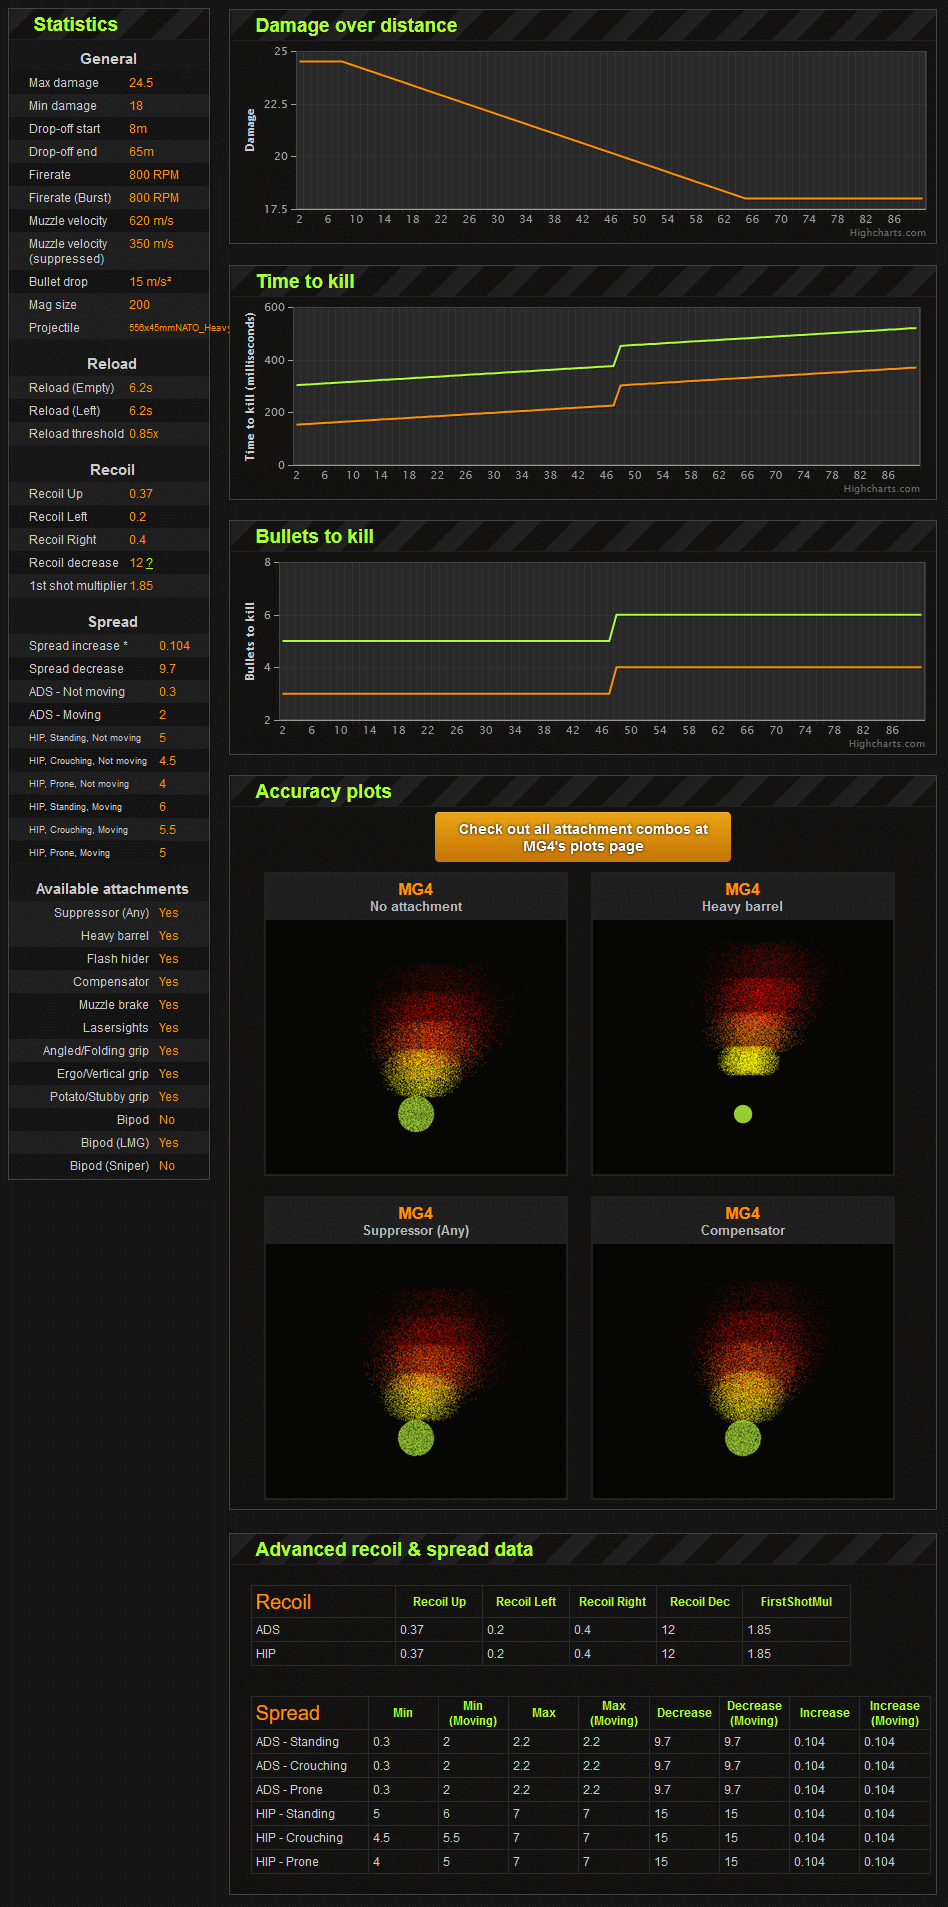 Statistics
General
Max damage 24.5
Min damage 18
Drop-off start 8m
Drop-off end 65m
Firerate 800 RPM
Firerate (Burst) 800 RPM
Muzzle velocity 620 m/s
Muzzle velocity 350 m/s
(suppressed)
Bullet drop 15 m/s²
Mag size 200
Projectile 556x45mmNATO_Heavy
Reload
Reload (Empty) 6.2s
Reload (Left) 6.2s
Reload threshold 0.85x
Recoil
Recoil Up 0.37
Recoil Left 0.2
Recoil Right 0.4
Recoil decrease 12 ?
1st shot multiplier 1.85
Spread
Spread increase * 0.104
Spread decrease 9.7
ADS - Not moving 0.3
ADS - Moving 2
HIP, Standing, Not moving 5
HIP, Crouching, Not moving 4.5
HIP, Prone, Not moving 4
HIP, Standing, Moving 6
HIP, Crouching, Moving 5.5
HIP, Prone, Moving 5
Available attachments
Suppressor (Any) Yes
Heavy barrel Yes
Flash hider Yes
Compensator Yes
Muzzle brake Yes
Lasersights Yes
Angled/Folding grip Yes
Ergo/Vertical grip Yes
Potato/Stubby grip Yes
Bipod No
Bipod (LMG) Yes
Bipod (Sniper) No
Damage over distance
Damage
25
22.5
20
17.5
2 6 10 14 18 22 26 30 34 38 42 46 50 54 58 62 66 70 74 78 82 86
Highcharts.com
Time to kill
Time to kill (milliseconds)
600
400
200
0
2 6 10 14 18 22 26 30 34 38 42 46 50 54 58 62 66 70 74 78 82 86
Highcharts.com
Bullets to kill
Bullets to kill
8
6
4
2
2 6 10 14 18 22 26 30 34 38 42 46 50 54 58 62 66 70 74 78 82 86
Highcharts.com
Accuracy plots
Check out all attachment combos at
MG4's plots page
MG4
No attachment
MG4
Heavy barrel
MG4
Suppressor (Any)
MG4
Compensator
Advanced recoil & spread data
Recoil Recoil Up Recoil Left Recoil Right Recoil Dec FirstShotMul
ADS 0.37 0.2 0.4 12 1.85
HIP 0.37 0.2 0.4 12 1.85
Spread Min Min (Moving) Max Max (Moving) Decrease Decrease (Moving) Increase Increase (Moving)
ADS - Standing 0.3 2 2.2 2.2 9.7 9.7 0.104 0.104
ADS - Crouching 0.3 2 2.2 2.2 9.7 9.7 0.104 0.104
ADS - Prone 0.3 2 2.2 2.2 9.7 9.7 0.104 0.104
HIP - Standing 5 6 7 7 15 15 0.104 0.104
HIP - Crouching 4.5 5.5 7 7 15 15 0.104 0.104
HIP - Prone 4 5 7 7 15 15 0.104 0.104